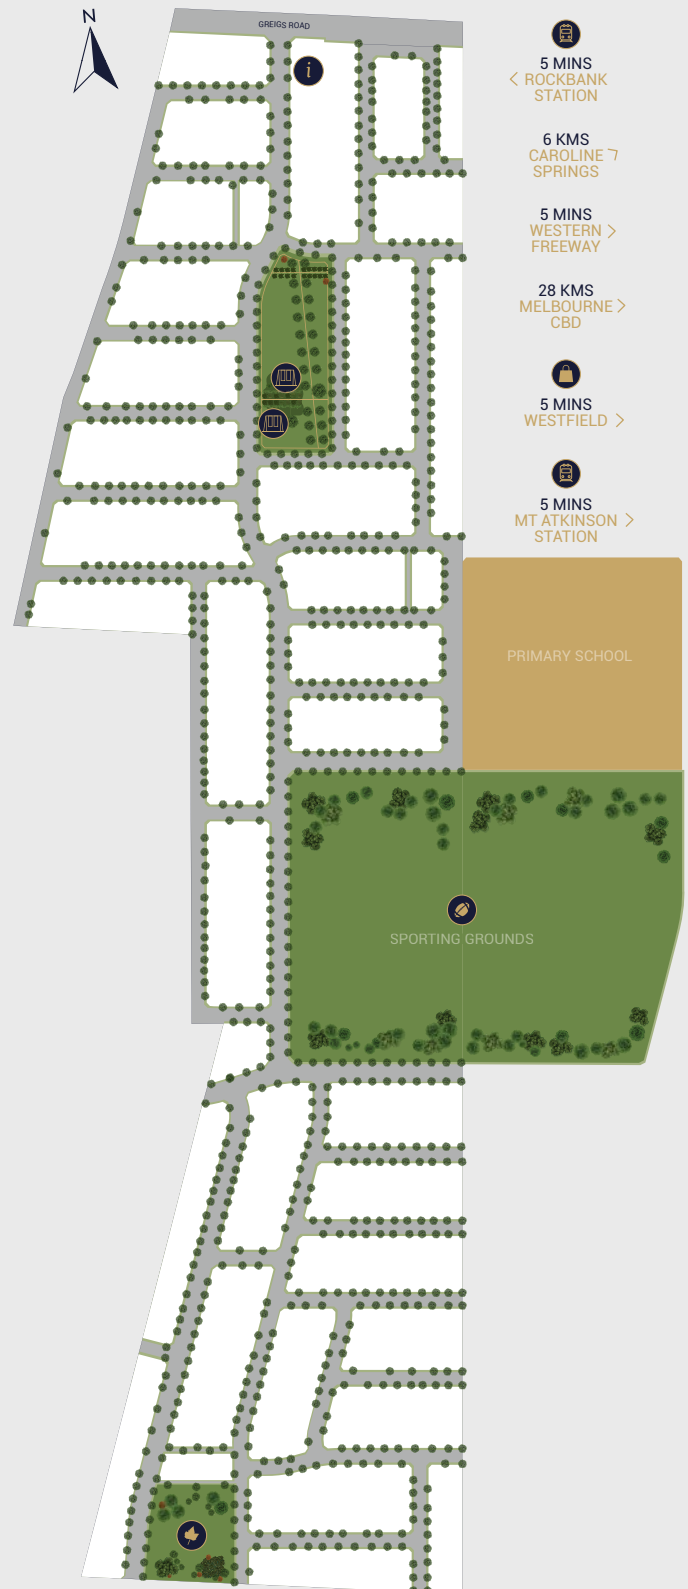 N
GREIGS ROAD
i
5 MINS
< ROCKBANK
STATION
6 KMS
CAROLINE
SPRINGS
5 MINS
WESTERN >
FREEWAY
28 KMS
MELBOURNE >
CBD
5 MINS
WESTFIELD >
5 MINS
MT ATKINSON >
STATION
PRIMARY SCHOOL
SPORTING GROUNDS